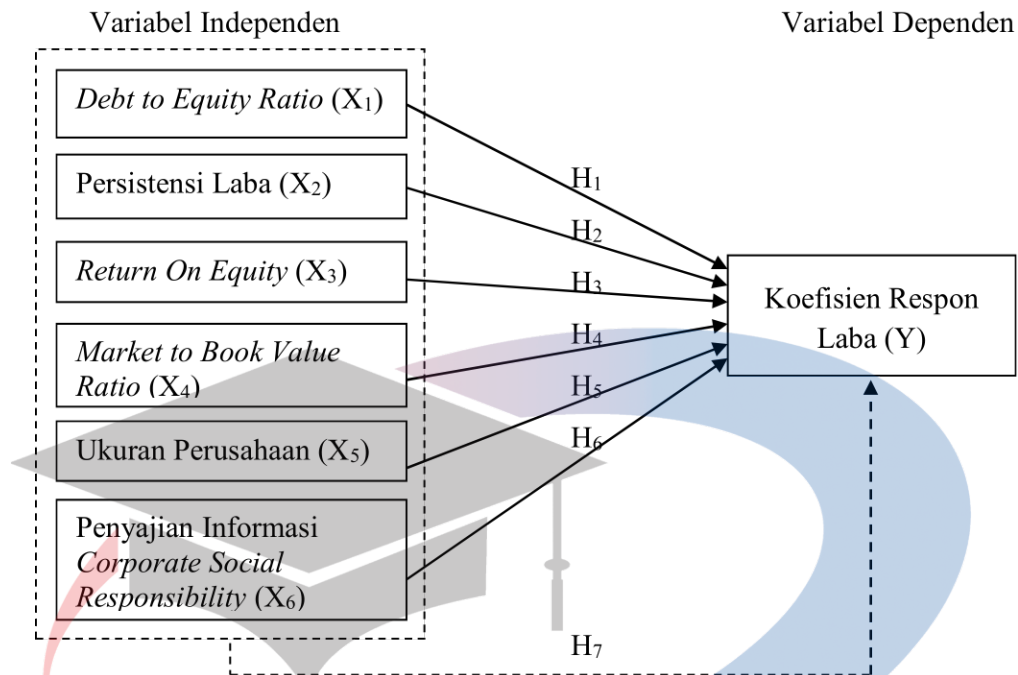 Variabel Independen
Variabel Dependen
Debt to Equity Ratio (X₁)
Persistensi Laba (X₂)
Return On Equity (X₃)
Market to Book Value
Ratio (X₄)
Ukuran Perusahaan (X₅)
Penyajian Informasi
Corporate Social
Responsibility (X₆)
H₁
H₂
H₃
H₄
H₅
H₆
H₇
Koefisien Respon
Laba (Y)